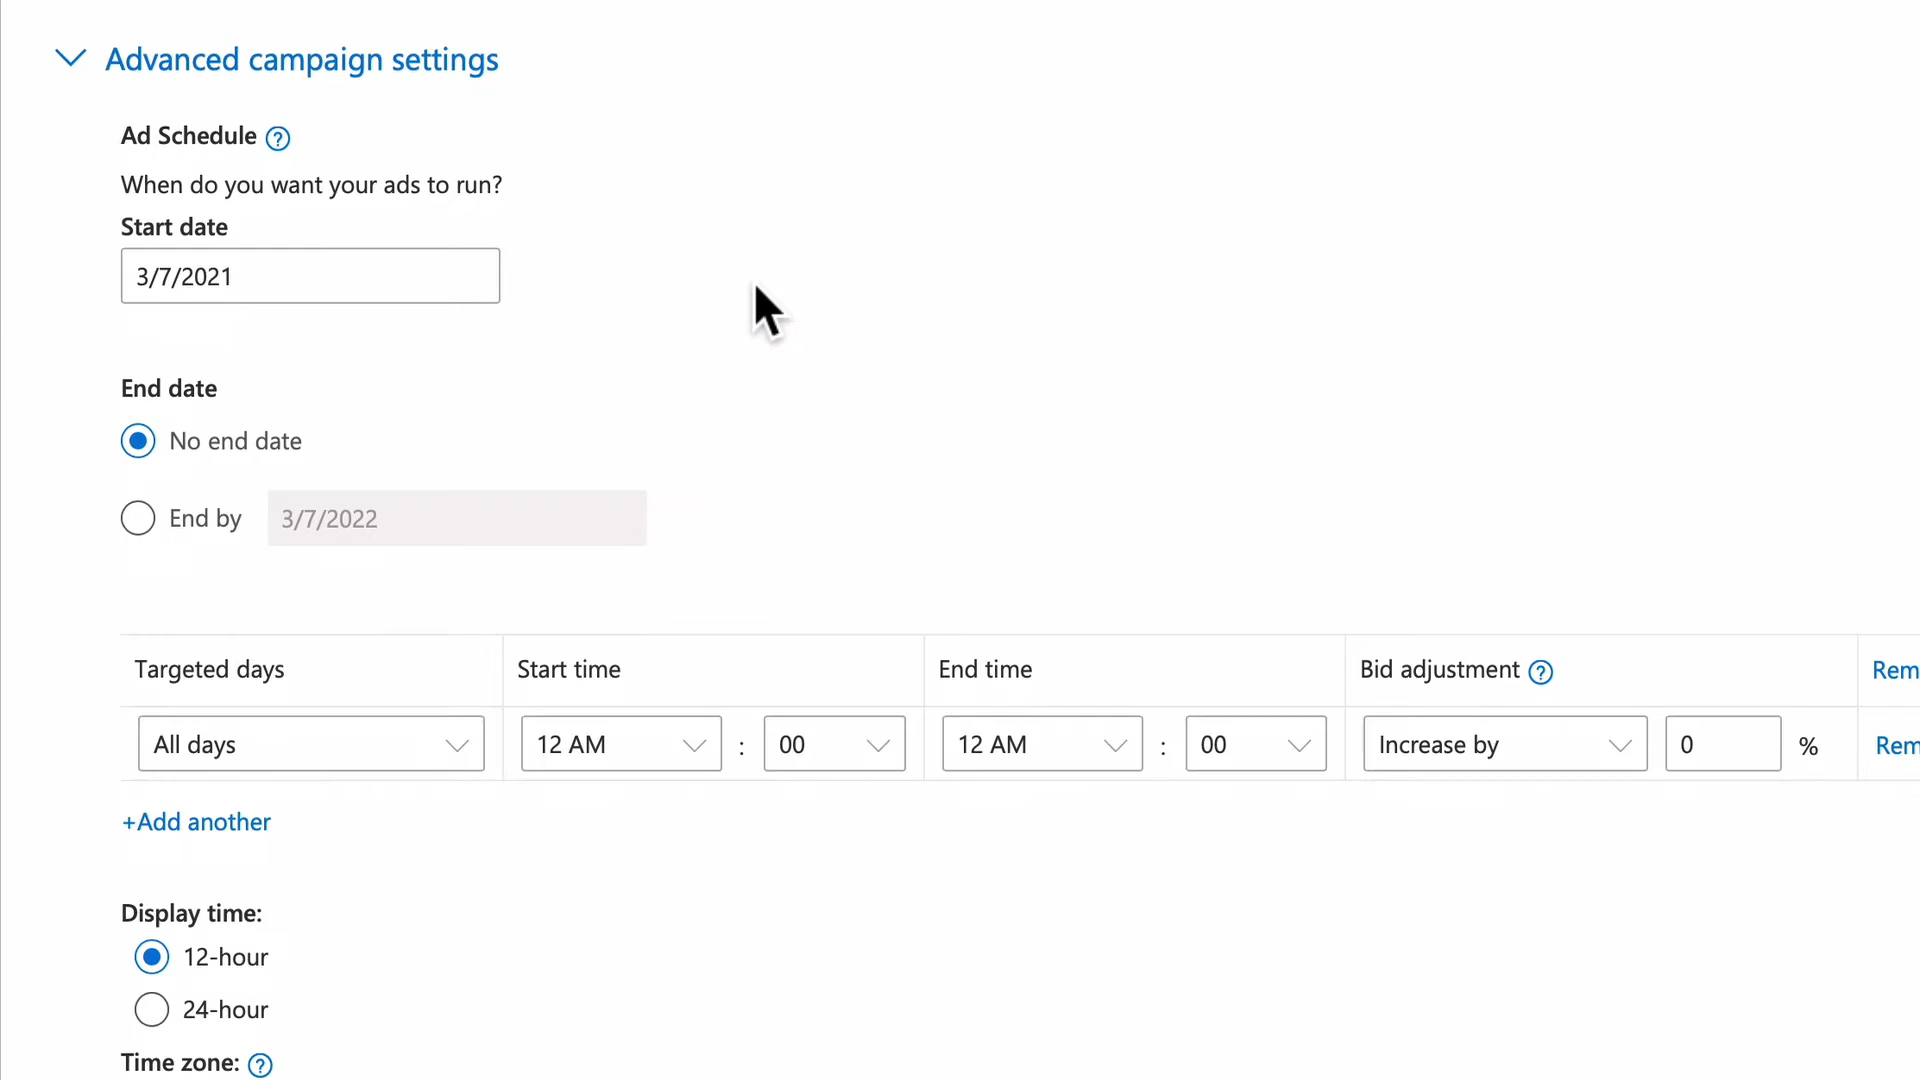 Advanced campaign settings
Ad Schedule ?
When do you want your ads to run?
Start date
3/7/2021
End date
No end date
End by 3/7/2022
Targeted days Start time End time Bid adjustment ? Rem
All days 12 AM : 00 12 AM : 00 Increase by 0 % Rem
+Add another
Display time:
12-hour
24-hour
Time zone: ?